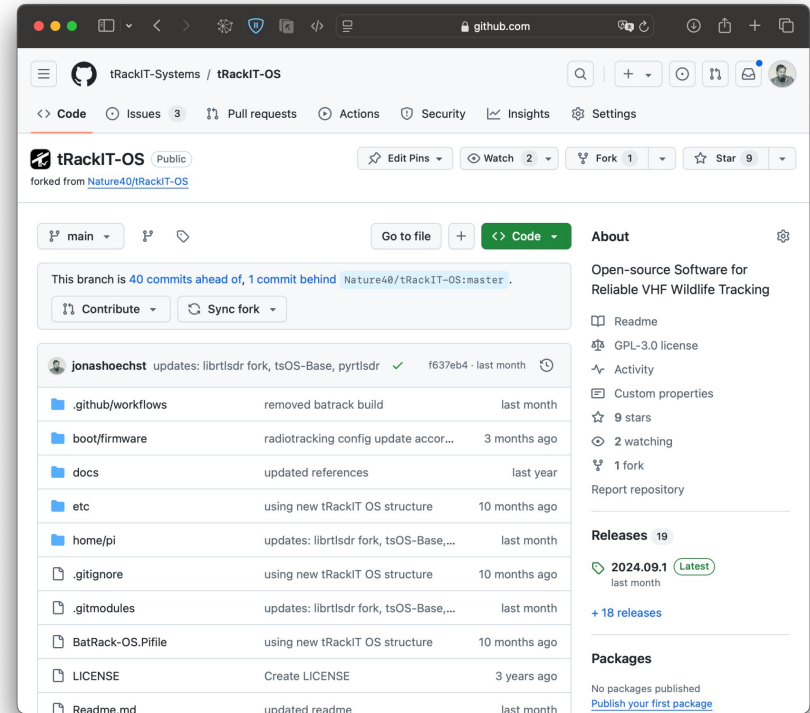 github.com
tRackIT-Systems / tRackIT-OS
Code Issues 3 Pull requests Actions Security Insights Settings
tRackIT-OS Public
Edit Pins Watch 2 Fork 1 Star 9
forked from Nature40/tRackIT-OS
main Go to file Code
This branch is 40 commits ahead of, 1 commit behind Nature40/tRackIT-OS:master .
Contribute Sync fork
jonashoechst updates: librtlsdr fork, tsOS-Base, pyrtlsdr f637eb4 · last month
.github/workflows removed batrack build last month
boot/firmware radiotracking config update accor... 3 months ago
docs updated references last year
etc using new tRackIT OS structure 10 months ago
home/pi updates: librtlsdr fork, tsOS-Base,... last month
.gitignore using new tRackIT OS structure 10 months ago
.gitmodules updates: librtlsdr fork, tsOS-Base,... last month
BatRack-OS.Pifile using new tRackIT OS structure 10 months ago
LICENSE Create LICENSE 3 years ago
Readme.md updated readme last month
About
Open-source Software for
Reliable VHF Wildlife Tracking
Readme
GPL-3.0 license
Activity
Custom properties
9 stars
2 watching
1 fork
Report repository
Releases 19
2024.09.1 Latest
last month
+ 18 releases
Packages
No packages published
Publish your first package